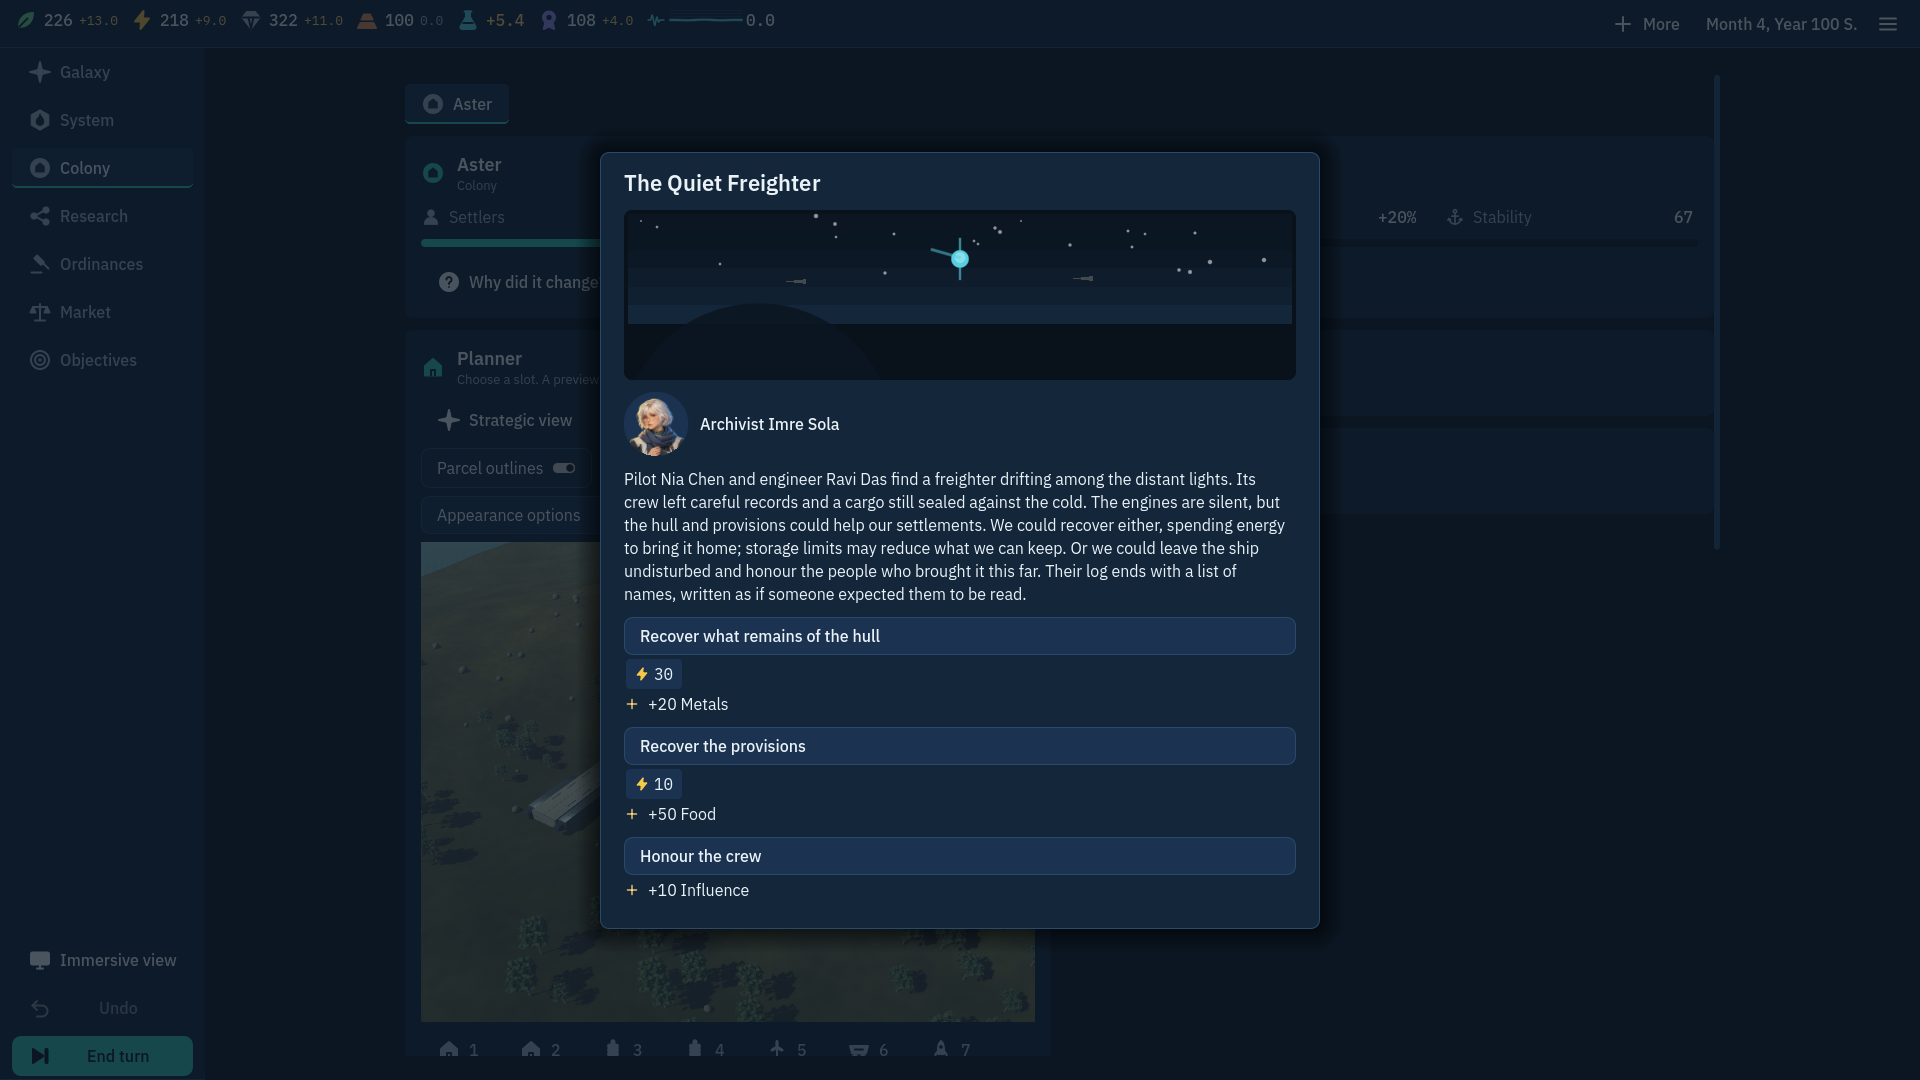 226 +13.0 218 +9.0 322 +11.0 100 0.0 +5.4 108 +4.0 0.0 More Month 4, Year 100 S.
Galaxy
System
Colony
Research
Ordinances
Market
Objectives
Aster
Aster
Colony
Settlers
+20% Stability 67
Why did it change
Planner
Choose a slot. A preview
Strategic view
Parcel outlines
Appearance options
The Quiet Freighter
Archivist Imre Sola
Pilot Nia Chen and engineer Ravi Das find a freighter drifting among the distant lights. Its
crew left careful records and a cargo still sealed against the cold. The engines are silent, but
the hull and provisions could help our settlements. We could recover either, spending energy
to bring it home; storage limits may reduce what we can keep. Or we could leave the ship
undisturbed and honour the people who brought it this far. Their log ends with a list of
names, written as if someone expected them to be read.
Recover what remains of the hull
30
+20 Metals
Recover the provisions
10
+50 Food
Honour the crew
+10 Influence
1 2 3 4 5 6 7
Immersive view
Undo
End turn